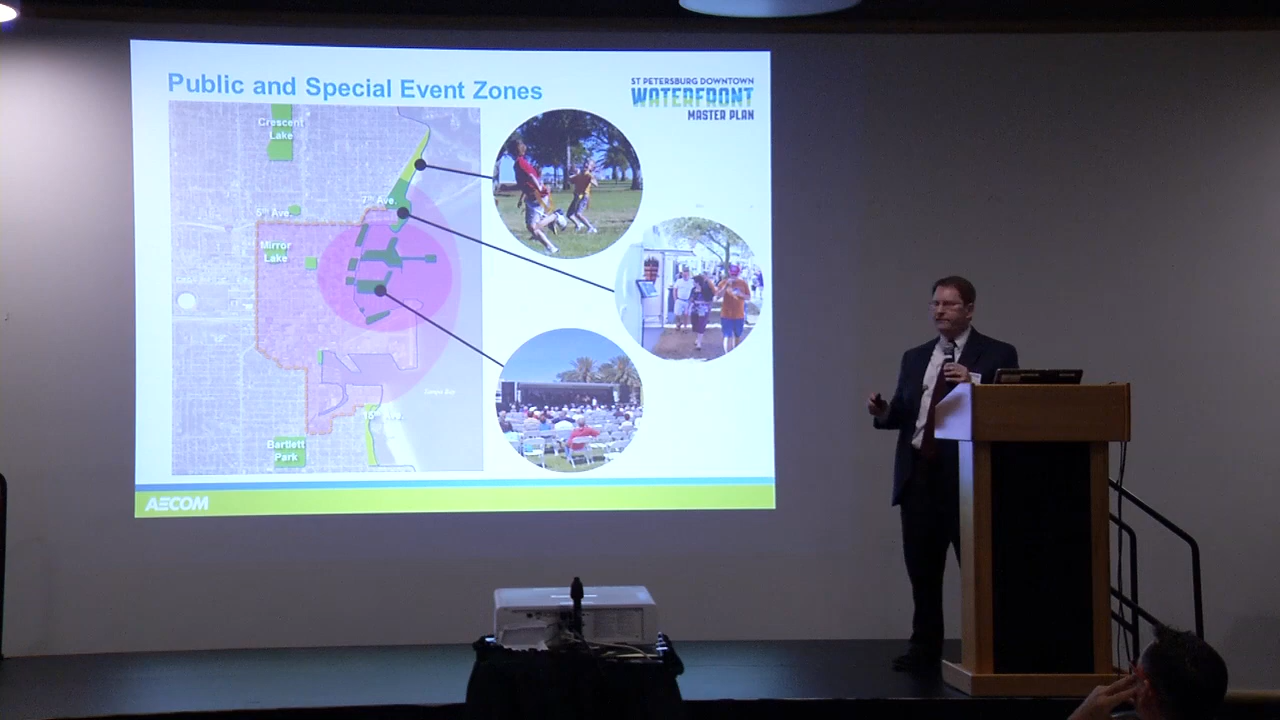 Public and Special Event Zones
ST PETERSBURG DOWNTOWN
WATERFRONT
MASTER PLAN
Crescent
Lake
7th Ave.
5th Ave.
Mirror
Lake
Tampa Bay
Bartlett
Park
AECOM